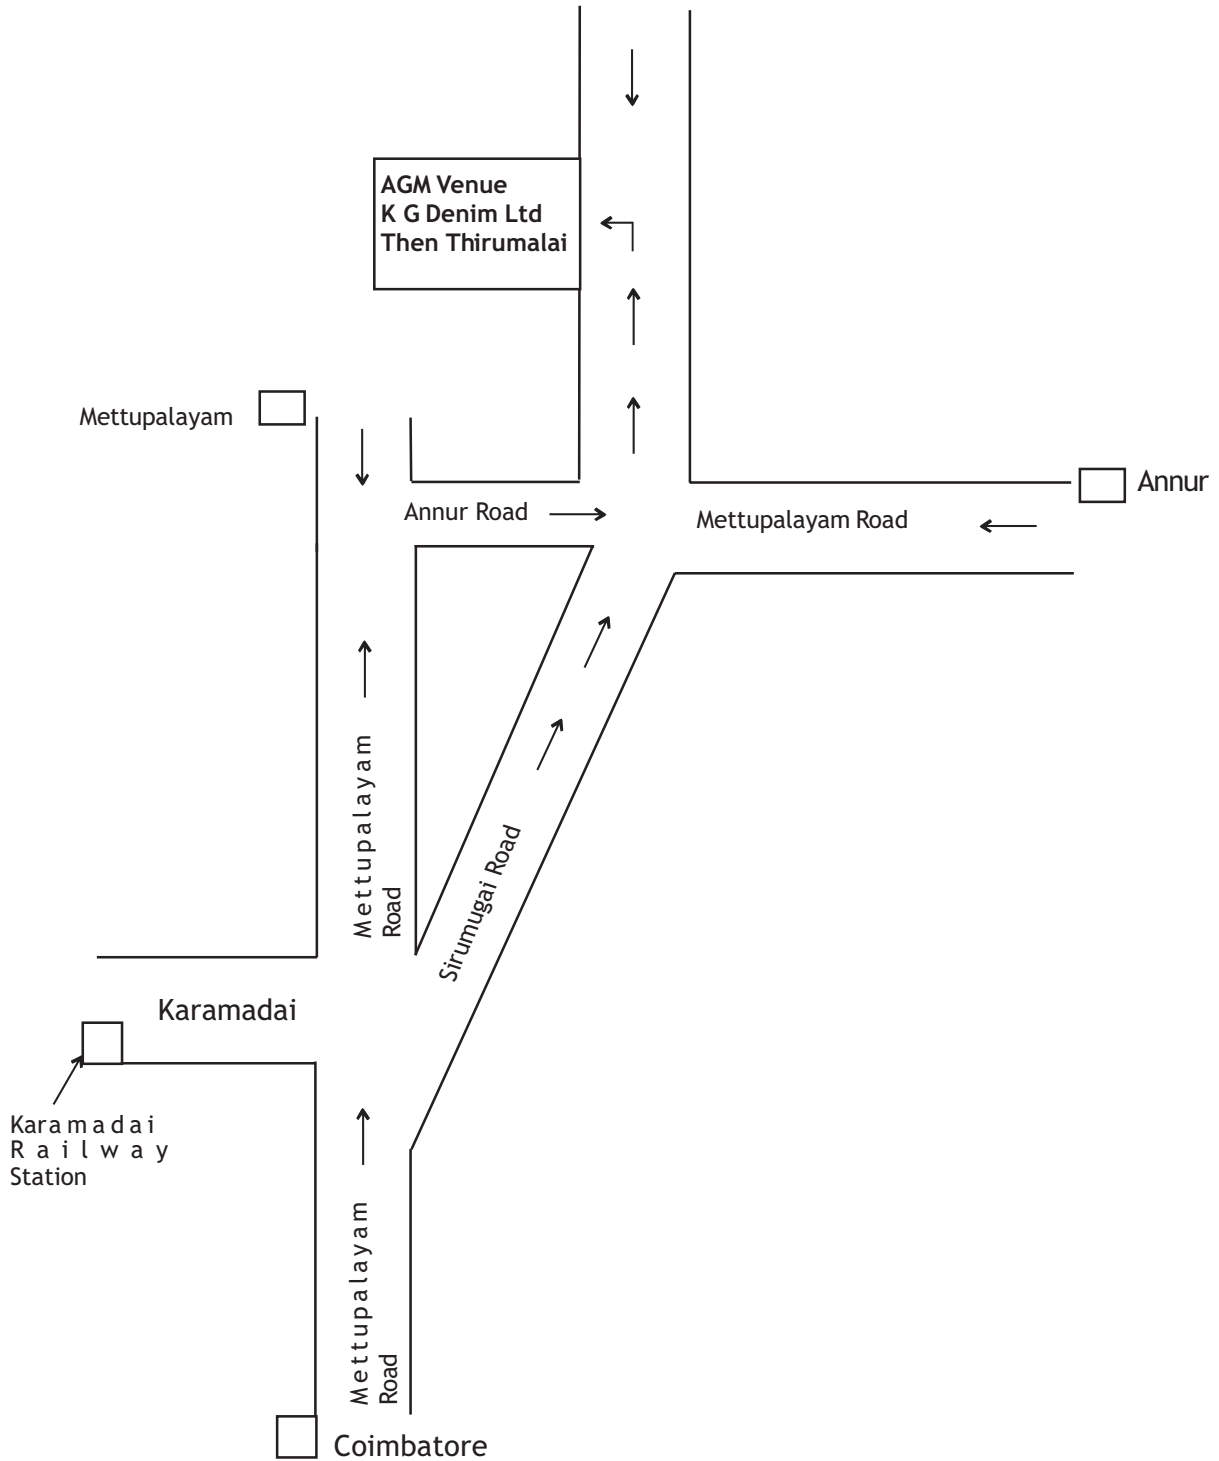 AGM Venue
K G Denim Ltd
Then Thirumalai
Mettupalayam
Annur
Annur Road
Mettupalayam Road
Mettupalayam
Road
Sirumugai Road
Karamadai
Karamadai
Railway
Station
Mettupalayam
Road
Coimbatore